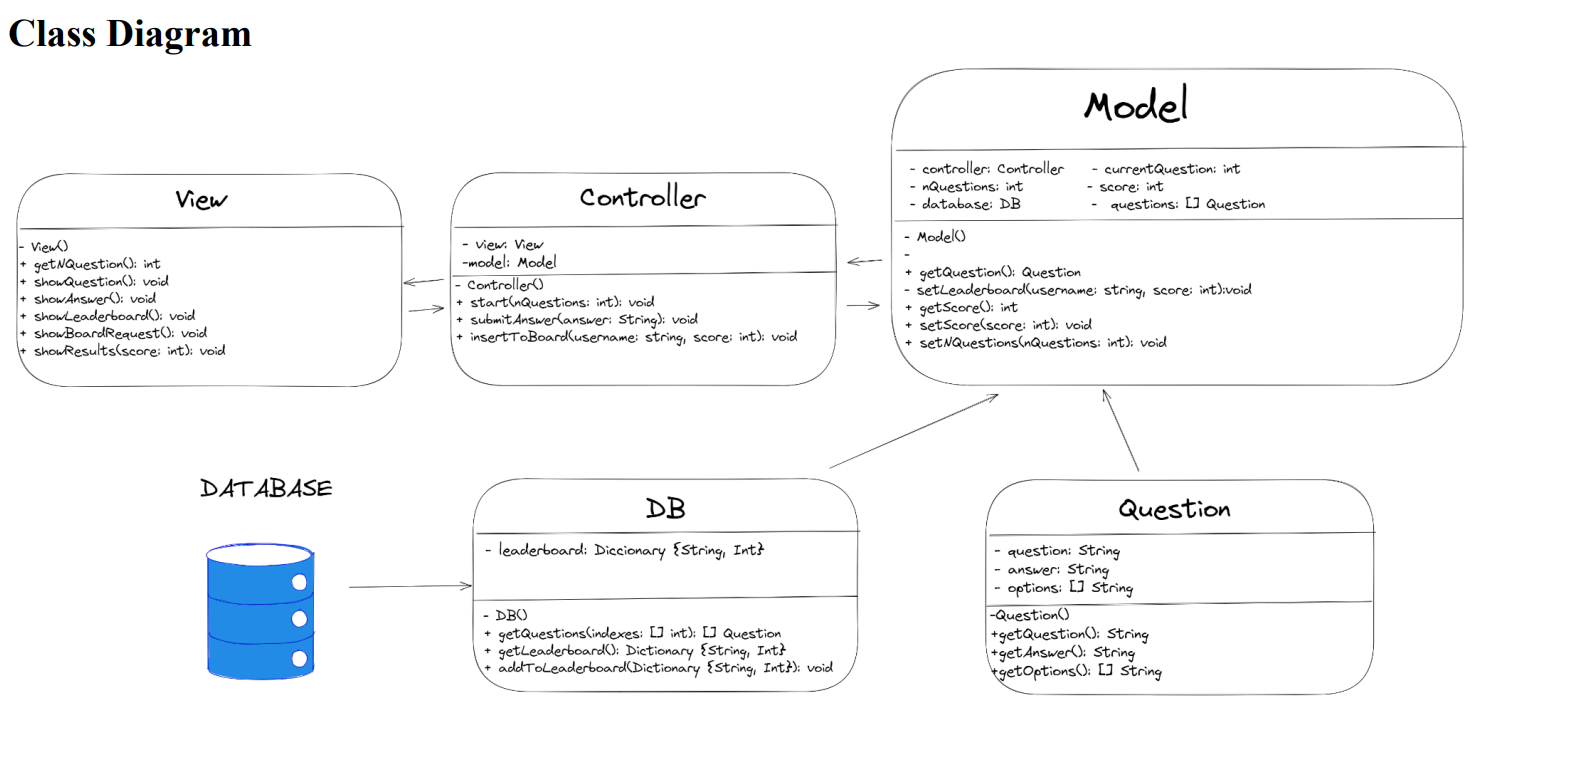 Class Diagram
View
- View()
+ getNQuestion(): int
+ showQuestion(): void
+ showAnswer(): void
+ showLeaderboard(): void
+ showBoardRequest(): void
+ showResults(score: int): void
Controller
- view: View
-model: Model
- Controller()
+ start(nQuestions: int): void
+ submitAnswer(answer: String): void
+ insertToBoard(username: string, score: int): void
Model
- controller: Controller - currentQuestion: int
- nQuestions: int - score: int
- database: DB - questions: [] Question
- Model()
-
+ getQuestion(): Question
- setLeaderboard(username: string, score: int):void
+ getScore(): int
+ setScore(score: int): void
+ setNQuestions(nQuestions: int): void
DATABASE
DB
- leaderboard: Diccionary {String, Int}
- DB()
+ getQuestions(indexes: [] int): [] Question
+ getLeaderboard(): Dictionary {String, Int}
+ addToLeaderboard(Dictionary {String, Int}): void
Question
- question: String
- answer: String
- options: [] String
-Question()
+getQuestion(): String
+getAnswer(): String
+getOptions(): [] String